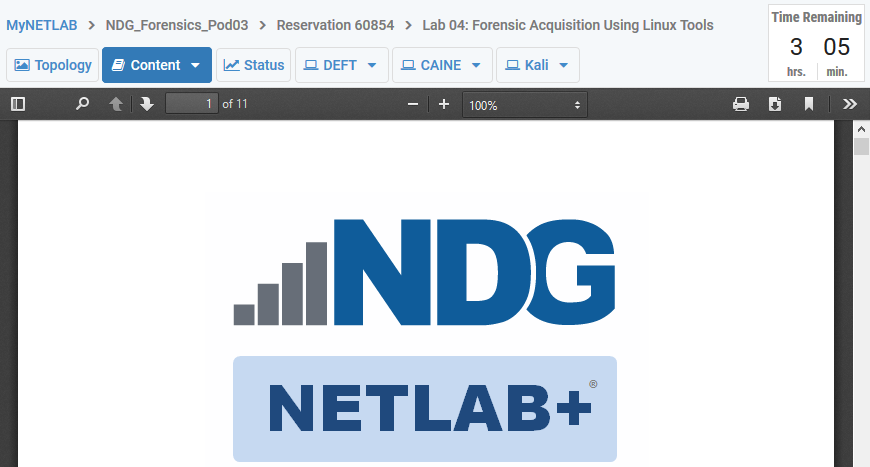 MyNETLAB > NDG_Forensics_Pod03 > Reservation 60854 > Lab 04: Forensic Acquisition Using Linux Tools
Time Remaining
3 05
hrs. min.
Topology Content Status DEFT CAINE Kali
1 of 11 100%
NDG
NETLAB+®